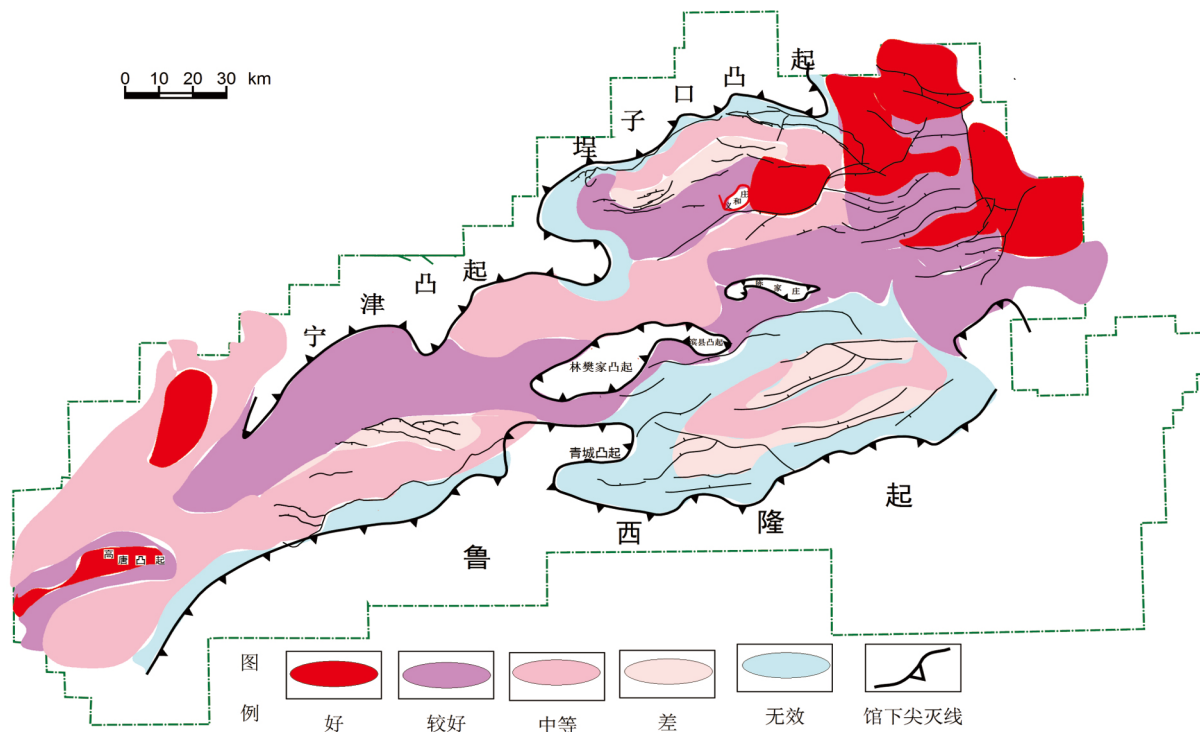 0 10 20 30 km
埕子口凸起
义和庄
宁津凸起
陈家庄
滨县凸起
林樊家凸起
青城凸起
鲁西隆起
高唐凸起
图例
好
较好
中等
差
无效
馆下尖灭线